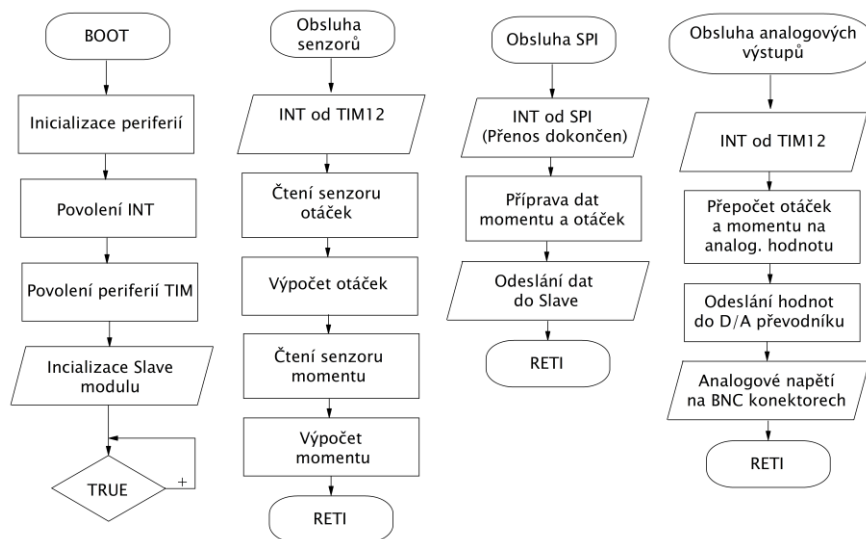 BOOT
Inicializace periferií
Povolení INT
Povolení periferií TIM
Incializace Slave
modulu
TRUE
+
Obsluha
senzorů
INT od TIM12
Čtení senzoru
otáček
Výpočet otáček
Čtení senzoru
momentu
Výpočet
momentu
RETI
Obsluha SPI
INT od SPI
(Přenos dokončen)
Příprava dat
momentu a otáček
Odeslání dat
do Slave
RETI
Obsluha analogových
výstupů
INT od TIM12
Přepočet otáček
a momentu na
analog. hodnotu
Odeslání hodnot
do D/A převodníku
Analogové napětí
na BNC konektorech
RETI